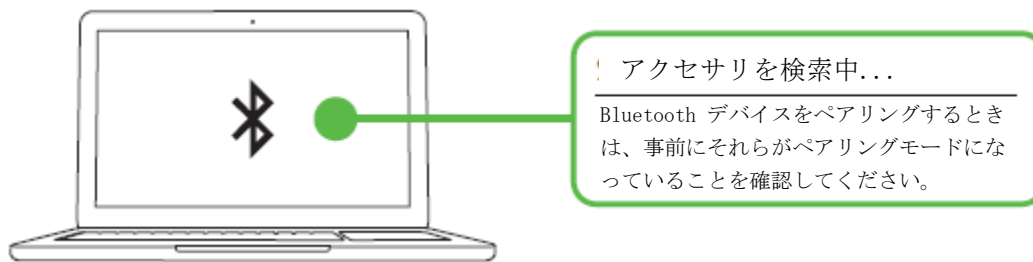 アクセサリを検索中...
Bluetooth デバイスをペアリングするとき
は、事前にそれらがペアリングモードにな
っていることを確認してください。